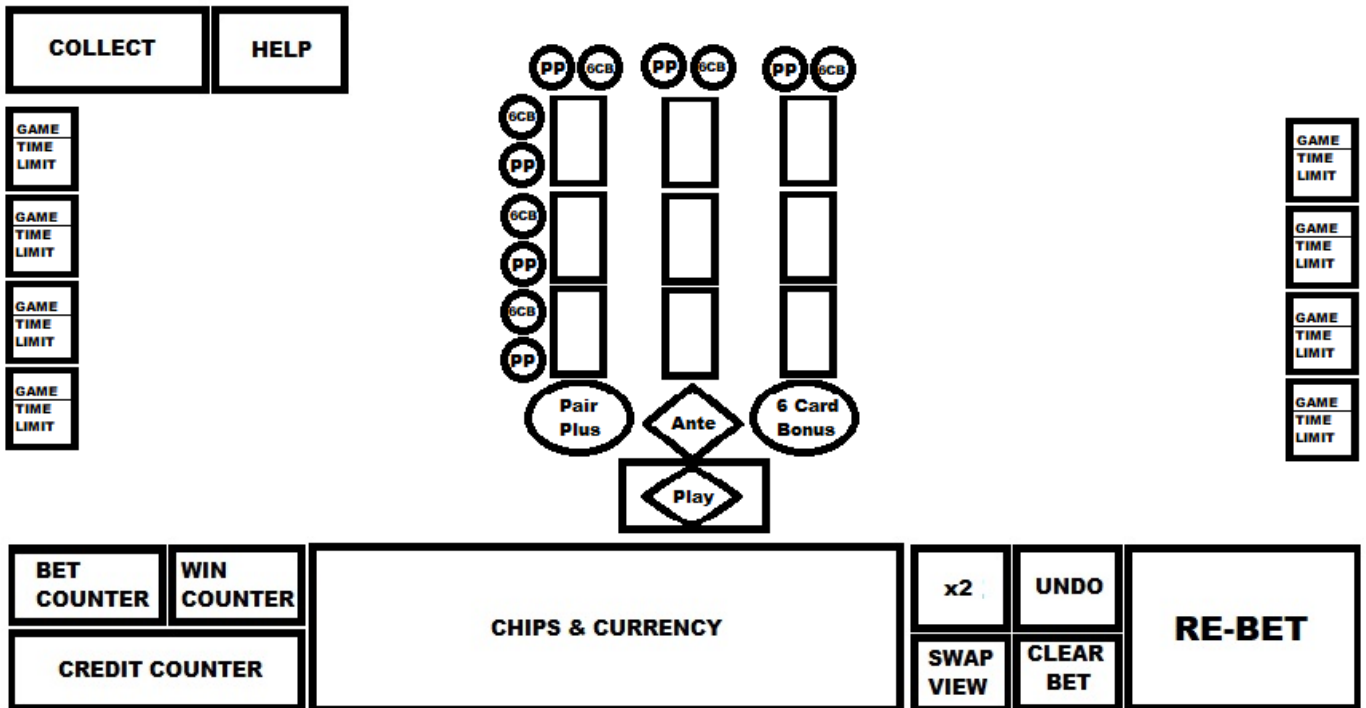 COLLECT
HELP
PP 6CB PP 6CB PP 6CB
6CB
PP
6CB
PP
6CB
PP
GAME
TIME
LIMIT
GAME
TIME
LIMIT
GAME
TIME
LIMIT
GAME
TIME
LIMIT
GAME
TIME
LIMIT
GAME
TIME
LIMIT
GAME
TIME
LIMIT
GAME
TIME
LIMIT
Pair
Plus
Ante
6 Card
Bonus
Play
BET
COUNTER
WIN
COUNTER
CREDIT COUNTER
CHIPS & CURRENCY
x2
UNDO
SWAP
VIEW
CLEAR
BET
RE-BET